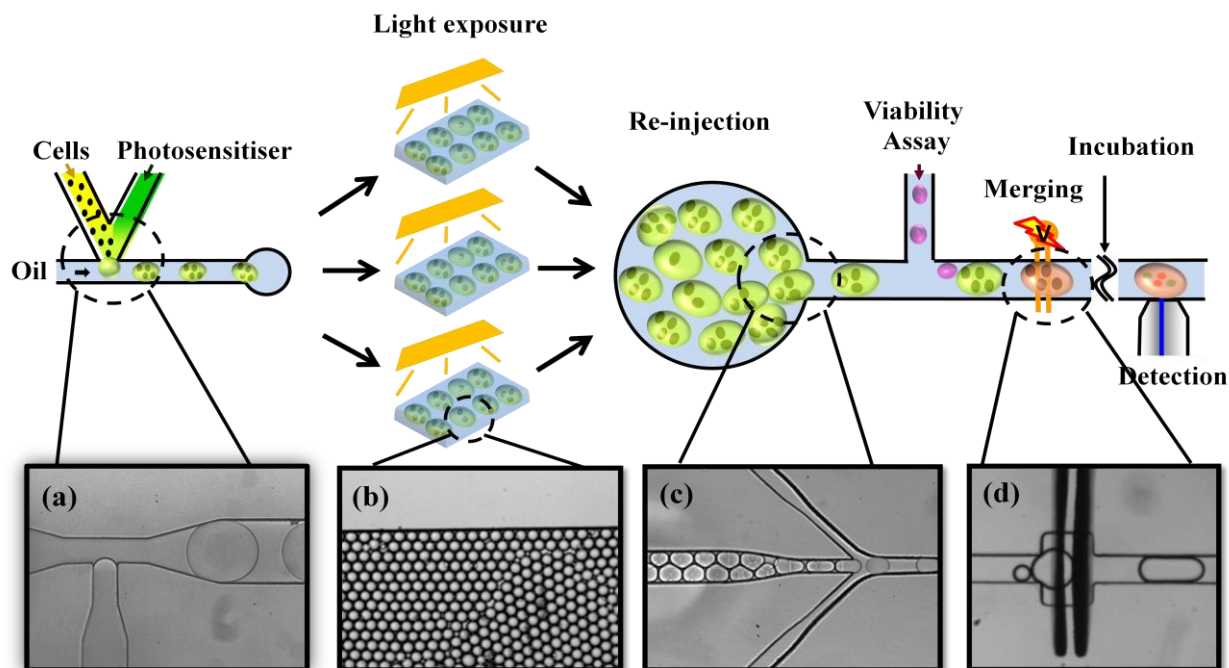 Light exposure
Cells
Photosensitiser
Oil
Re-injection
Viability
Assay
Incubation
Merging
V
Detection
(a)
(b)
(c)
(d)